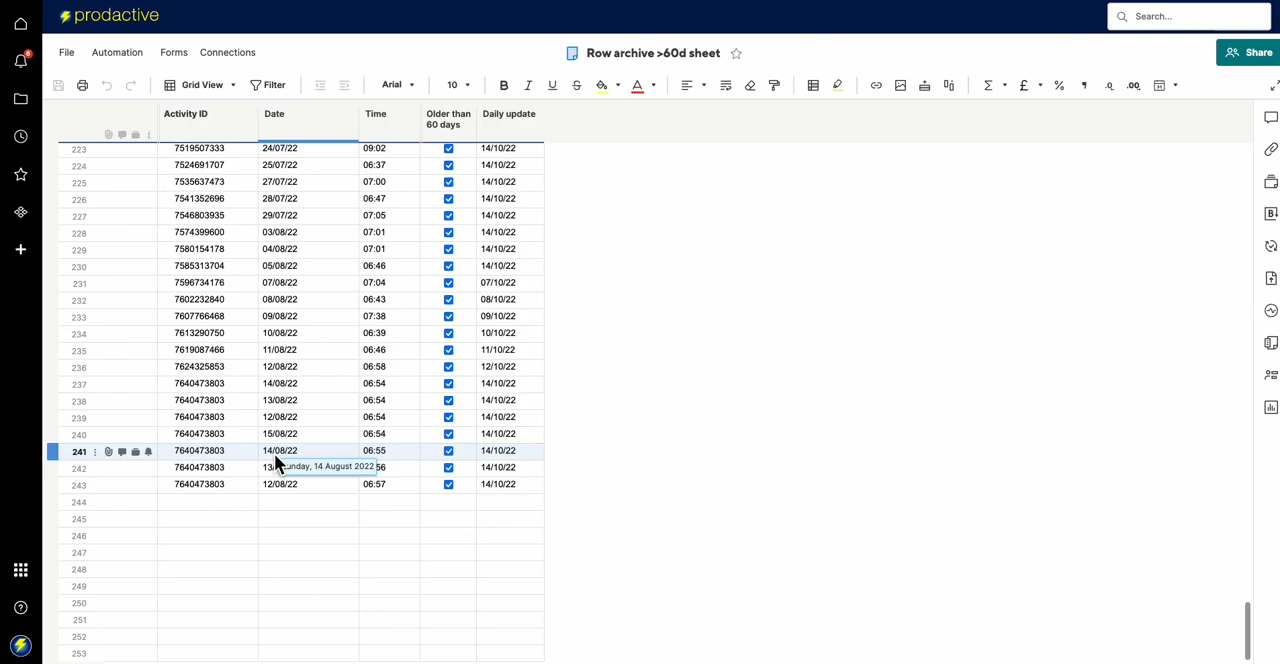 prodactive
Search...
File Automation Forms Connections
Row archive >60d sheet
Share
6
Grid View Filter Arial 10 B I U S A Σ £ % .0 .00
Activity ID Date Time Older than 60 days Daily update
223 7519507333 24/07/22 09:02 14/10/22
224 7524691707 25/07/22 06:37 14/10/22
225 7535637473 27/07/22 07:00 14/10/22
226 7541352696 28/07/22 06:47 14/10/22
227 7546803935 29/07/22 07:05 14/10/22
228 7574399600 03/08/22 07:01 14/10/22
229 7580154178 04/08/22 07:01 14/10/22
230 7585313704 05/08/22 06:46 14/10/22
231 7596734176 07/08/22 07:04 07/10/22
232 7602232840 08/08/22 06:43 08/10/22
233 7607766468 09/08/22 07:38 09/10/22
234 7613290750 10/08/22 06:39 10/10/22
235 7619087466 11/08/22 06:46 11/10/22
236 7624325853 12/08/22 06:58 12/10/22
237 7640473803 14/08/22 06:54 14/10/22
238 7640473803 13/08/22 06:54 14/10/22
239 7640473803 12/08/22 06:54 14/10/22
240 7640473803 15/08/22 06:54 14/10/22
241 7640473803 14/08/22 06:55 14/10/22
242 7640473803 13/ unday, 14 August 2022 56 14/10/22
243 7640473803 12/08/22 06:57 14/10/22
244
245
246
247
248
249
250
251
252
253